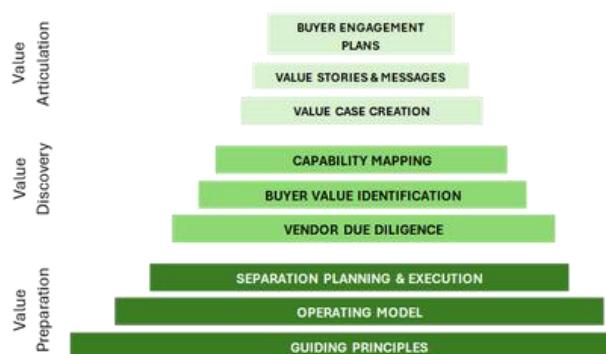 Value
Articulation
BUYER ENGAGEMENT
PLANS
VALUE STORIES & MESSAGES
VALUE CASE CREATION
Value
Discovery
CAPABILITY MAPPING
BUYER VALUE IDENTIFICATION
VENDOR DUE DILIGENCE
Value
Preparation
SEPARATION PLANNING & EXECUTION
OPERATING MODEL
GUIDING PRINCIPLES